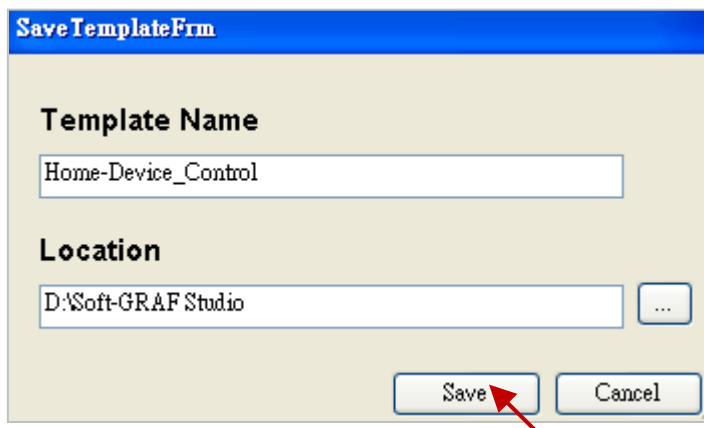 SaveTemplateFrm
Template Name
Home-Device_Control
Location
D:\Soft-GRAF Studio
...
Save Cancel